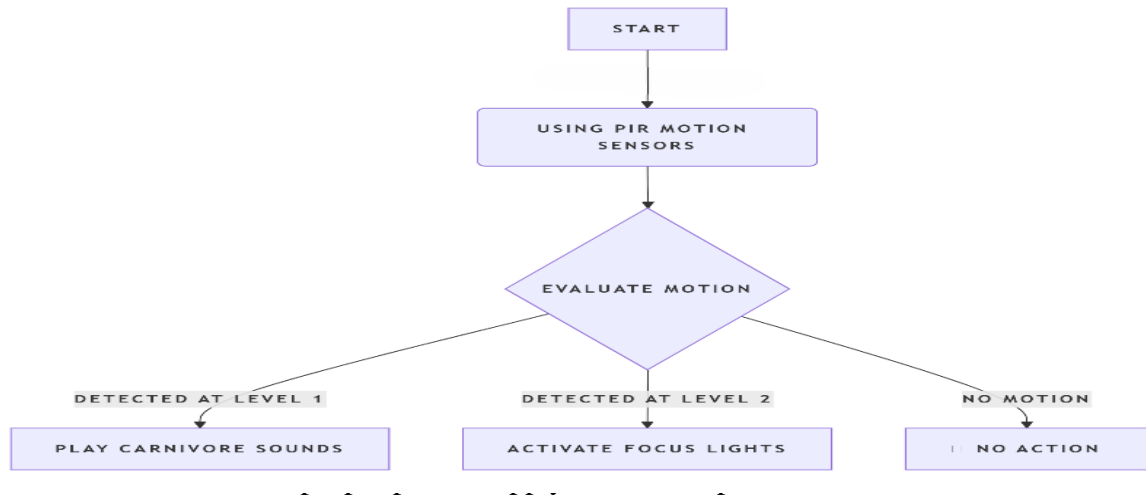 START
USING PIR MOTION
SENSORS
EVALUATE MOTION
DETECTED AT LEVEL 1
DETECTED AT LEVEL 2
NO MOTION
PLAY CARNIVORE SOUNDS
ACTIVATE FOCUS LIGHTS
NO ACTION